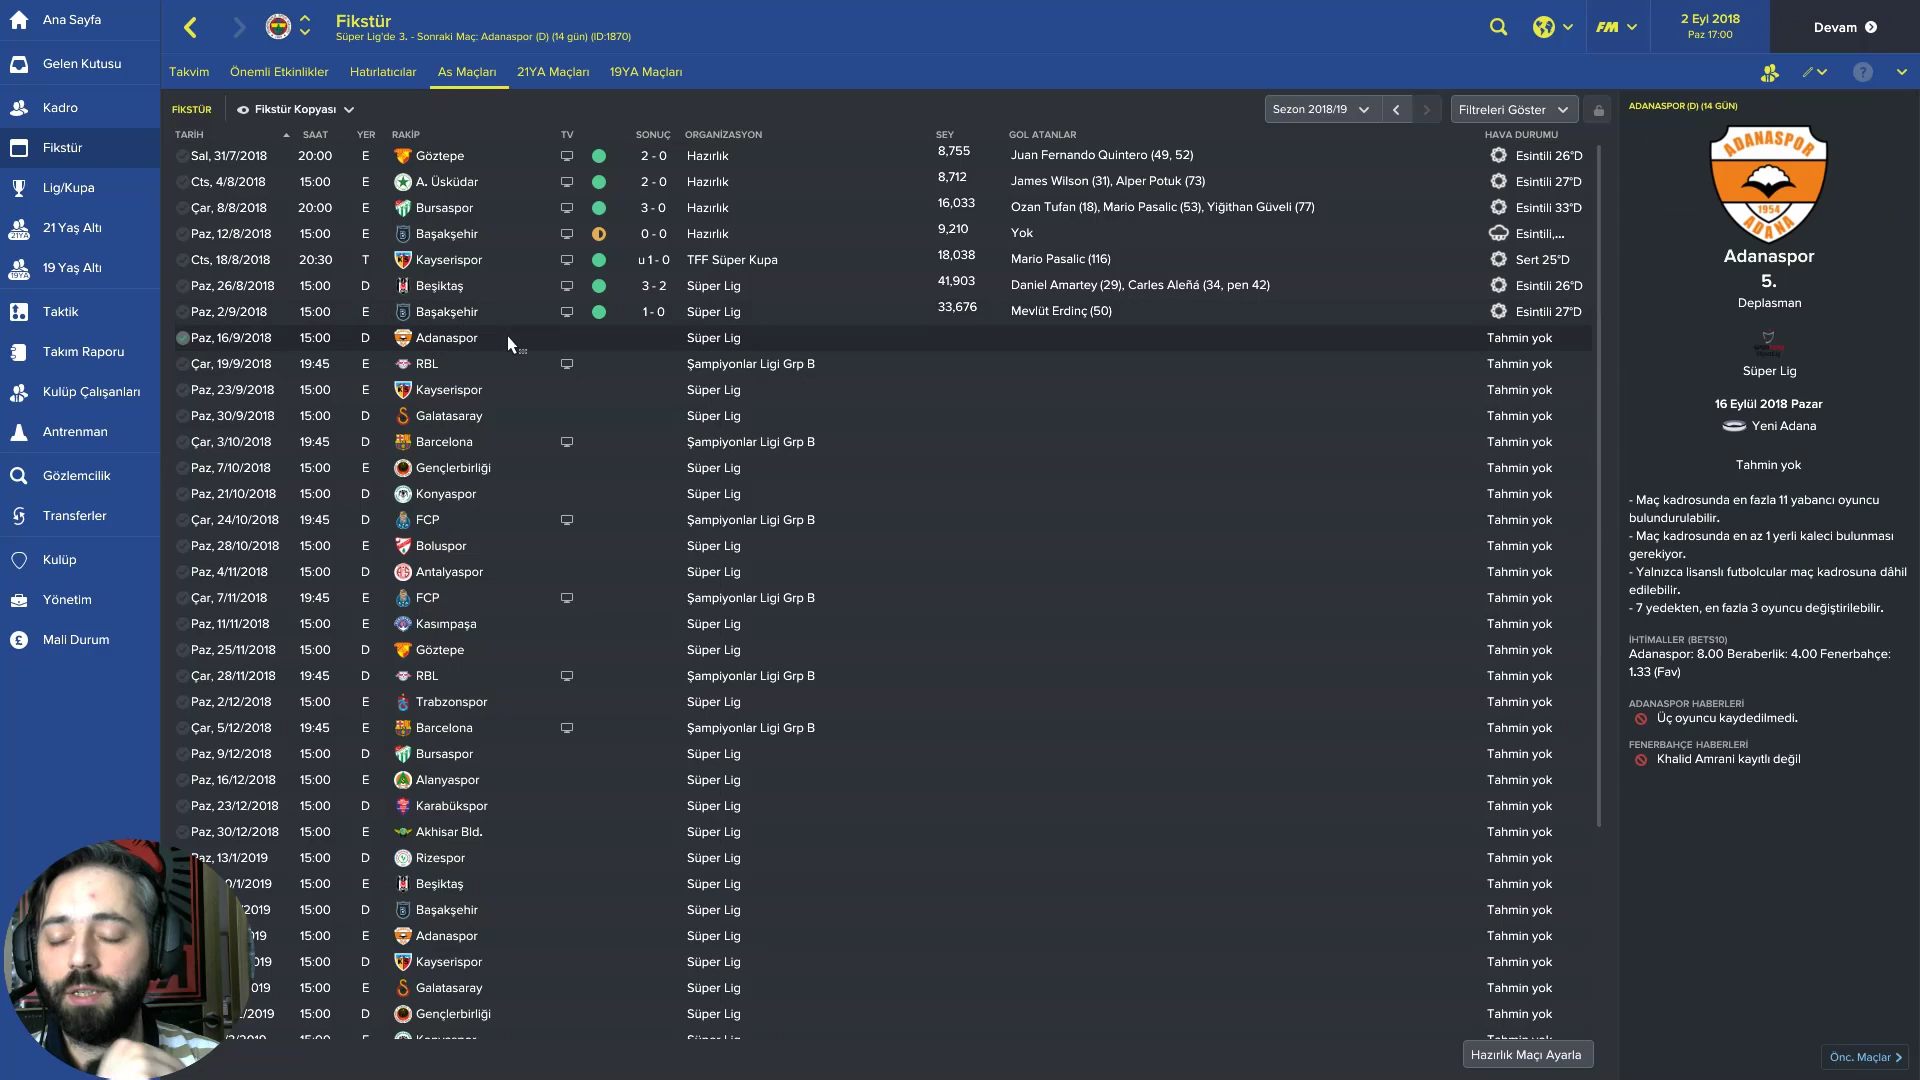 Ana Sayfa
Gelen Kutusu
Kadro
Fikstür
Lig/Kupa
21 Yaş Altı
19 Yaş Altı
Taktik
Takım Raporu
Kulüp Çalışanları
Antrenman
Gözlemcilik
Transferler
Kulüp
Yönetim
Mali Durum
Fikstür
Süper Lig'de 3. - Sonraki Maç: Adanaspor (D) (14 gün) (ID:1870)
FM
2 Eyl 2018
Paz 17:00
Devam
Takvim Önemli Etkinlikler Hatırlatıcılar As Maçları 21YA Maçları 19YA Maçları
FİKSTÜR Fikstür Kopyası Sezon 2018/19 Filtreleri Göster
TARİH SAAT YER RAKİP TV SONUÇ ORGANİZASYON SEY GOL ATANLAR HAVA DURUMU
Sal, 31/7/2018 20:00 E Göztepe 2 - 0 Hazırlık 8,755 Juan Fernando Quintero (49, 52) Esintili 26°D
Cts, 4/8/2018 15:00 E A. Üsküdar 2 - 0 Hazırlık 8,712 James Wilson (31), Alper Potuk (73) Esintili 27°D
Çar, 8/8/2018 20:00 E Bursaspor 3 - 0 Hazırlık 16,033 Ozan Tufan (18), Mario Pasalic (53), Yiğithan Güveli (77) Esintili 33°D
Paz, 12/8/2018 15:00 E Başakşehir 0 - 0 Hazırlık 9,210 Yok Esintili,...
Cts, 18/8/2018 20:30 T Kayserispor u 1 - 0 TFF Süper Kupa 18,038 Mario Pasalic (116) Sert 25°D
Paz, 26/8/2018 15:00 D Beşiktaş 3 - 2 Süper Lig 41,903 Daniel Amartey (29), Carles Aleñá (34, pen 42) Esintili 26°D
Paz, 2/9/2018 15:00 E Başakşehir 1 - 0 Süper Lig 33,676 Mevlüt Erdinç (50) Esintili 27°D
Paz, 16/9/2018 15:00 D Adanaspor Süper Lig Tahmin yok
Çar, 19/9/2018 19:45 E RBL Şampiyonlar Ligi Grp B Tahmin yok
Paz, 23/9/2018 15:00 E Kayserispor Süper Lig Tahmin yok
Paz, 30/9/2018 15:00 D Galatasaray Süper Lig Tahmin yok
Çar, 3/10/2018 19:45 D Barcelona Şampiyonlar Ligi Grp B Tahmin yok
Paz, 7/10/2018 15:00 E Gençlerbirliği Süper Lig Tahmin yok
Paz, 21/10/2018 15:00 D Konyaspor Süper Lig Tahmin yok
Çar, 24/10/2018 19:45 D FCP Şampiyonlar Ligi Grp B Tahmin yok
Paz, 28/10/2018 15:00 E Boluspor Süper Lig Tahmin yok
Paz, 4/11/2018 15:00 D Antalyaspor Süper Lig Tahmin yok
Çar, 7/11/2018 19:45 E FCP Şampiyonlar Ligi Grp B Tahmin yok
Paz, 11/11/2018 15:00 E Kasımpaşa Süper Lig Tahmin yok
Paz, 25/11/2018 15:00 D Göztepe Süper Lig Tahmin yok
Çar, 28/11/2018 19:45 D RBL Şampiyonlar Ligi Grp B Tahmin yok
Paz, 2/12/2018 15:00 E Trabzonspor Süper Lig Tahmin yok
Çar, 5/12/2018 19:45 E Barcelona Şampiyonlar Ligi Grp B Tahmin yok
Paz, 9/12/2018 15:00 D Bursaspor Süper Lig Tahmin yok
Paz, 16/12/2018 15:00 E Alanyaspor Süper Lig Tahmin yok
Paz, 23/12/2018 15:00 D Karabükspor Süper Lig Tahmin yok
Paz, 30/12/2018 15:00 E Akhisar Bld. Süper Lig Tahmin yok
Paz, 13/1/2019 15:00 D Rizespor Süper Lig Tahmin yok
0/1/2019 15:00 E Beşiktaş Süper Lig Tahmin yok
/2019 15:00 D Başakşehir Süper Lig Tahmin yok
019 15:00 E Adanaspor Süper Lig Tahmin yok
019 15:00 D Kayserispor Süper Lig Tahmin yok
019 15:00 E Galatasaray Süper Lig Tahmin yok
/2019 15:00 D Gençlerbirliği Süper Lig Tahmin yok
Hazırlık Maçı Ayarla
ADANASPOR (D) (14 GÜN)
ADANASPOR
1954
ADANA
Adanaspor
5.
Deplasman
Süper Lig
16 Eylül 2018 Pazar
Yeni Adana
Tahmin yok
- Maç kadrosunda en fazla 11 yabancı oyuncu
bulundurulabilir.
- Maç kadrosunda en az 1 yerli kaleci bulunması
gerekiyor.
- Yalnızca lisanslı futbolcular maç kadrosuna dâhil
edilebilir.
- 7 yedekten, en fazla 3 oyuncu değiştirilebilir.
İHTİMALLER (BETS10)
Adanaspor: 8.00 Beraberlik: 4.00 Fenerbahçe:
1.33 (Fav)
ADANASPOR HABERLERİ
Üç oyuncu kaydedilmedi.
FENERBAHÇE HABERLERİ
Khalid Amrani kayıtlı değil
Önc. Maçlar